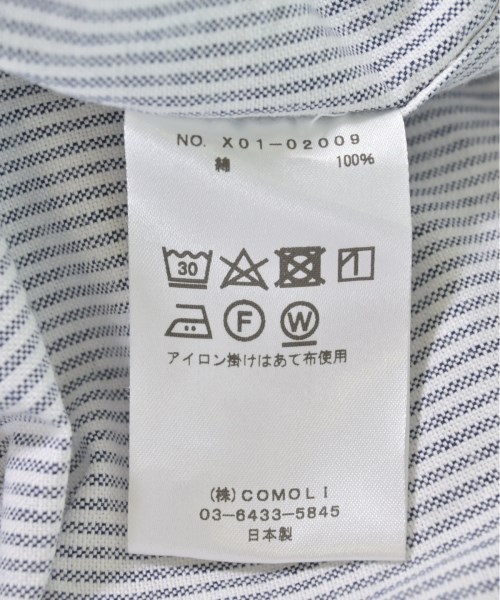 NO. X01-02009
綿 100%
30
F W
アイロン掛けはあて布使用
(株) COMOLI
03-6433-5845
日本製